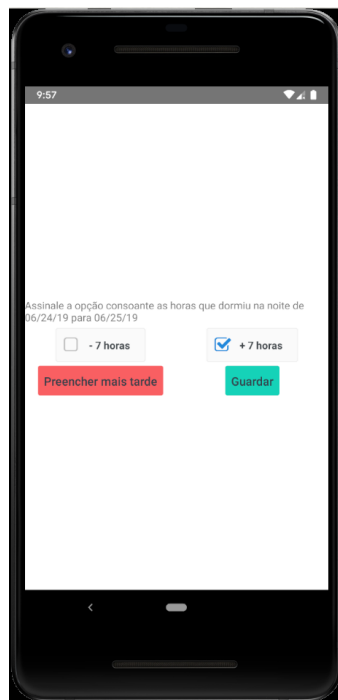 9:57
Assinale a opção consoante as horas que dormiu na noite de
06/24/19 para 06/25/19
- 7 horas + 7 horas
Preencher mais tarde Guardar